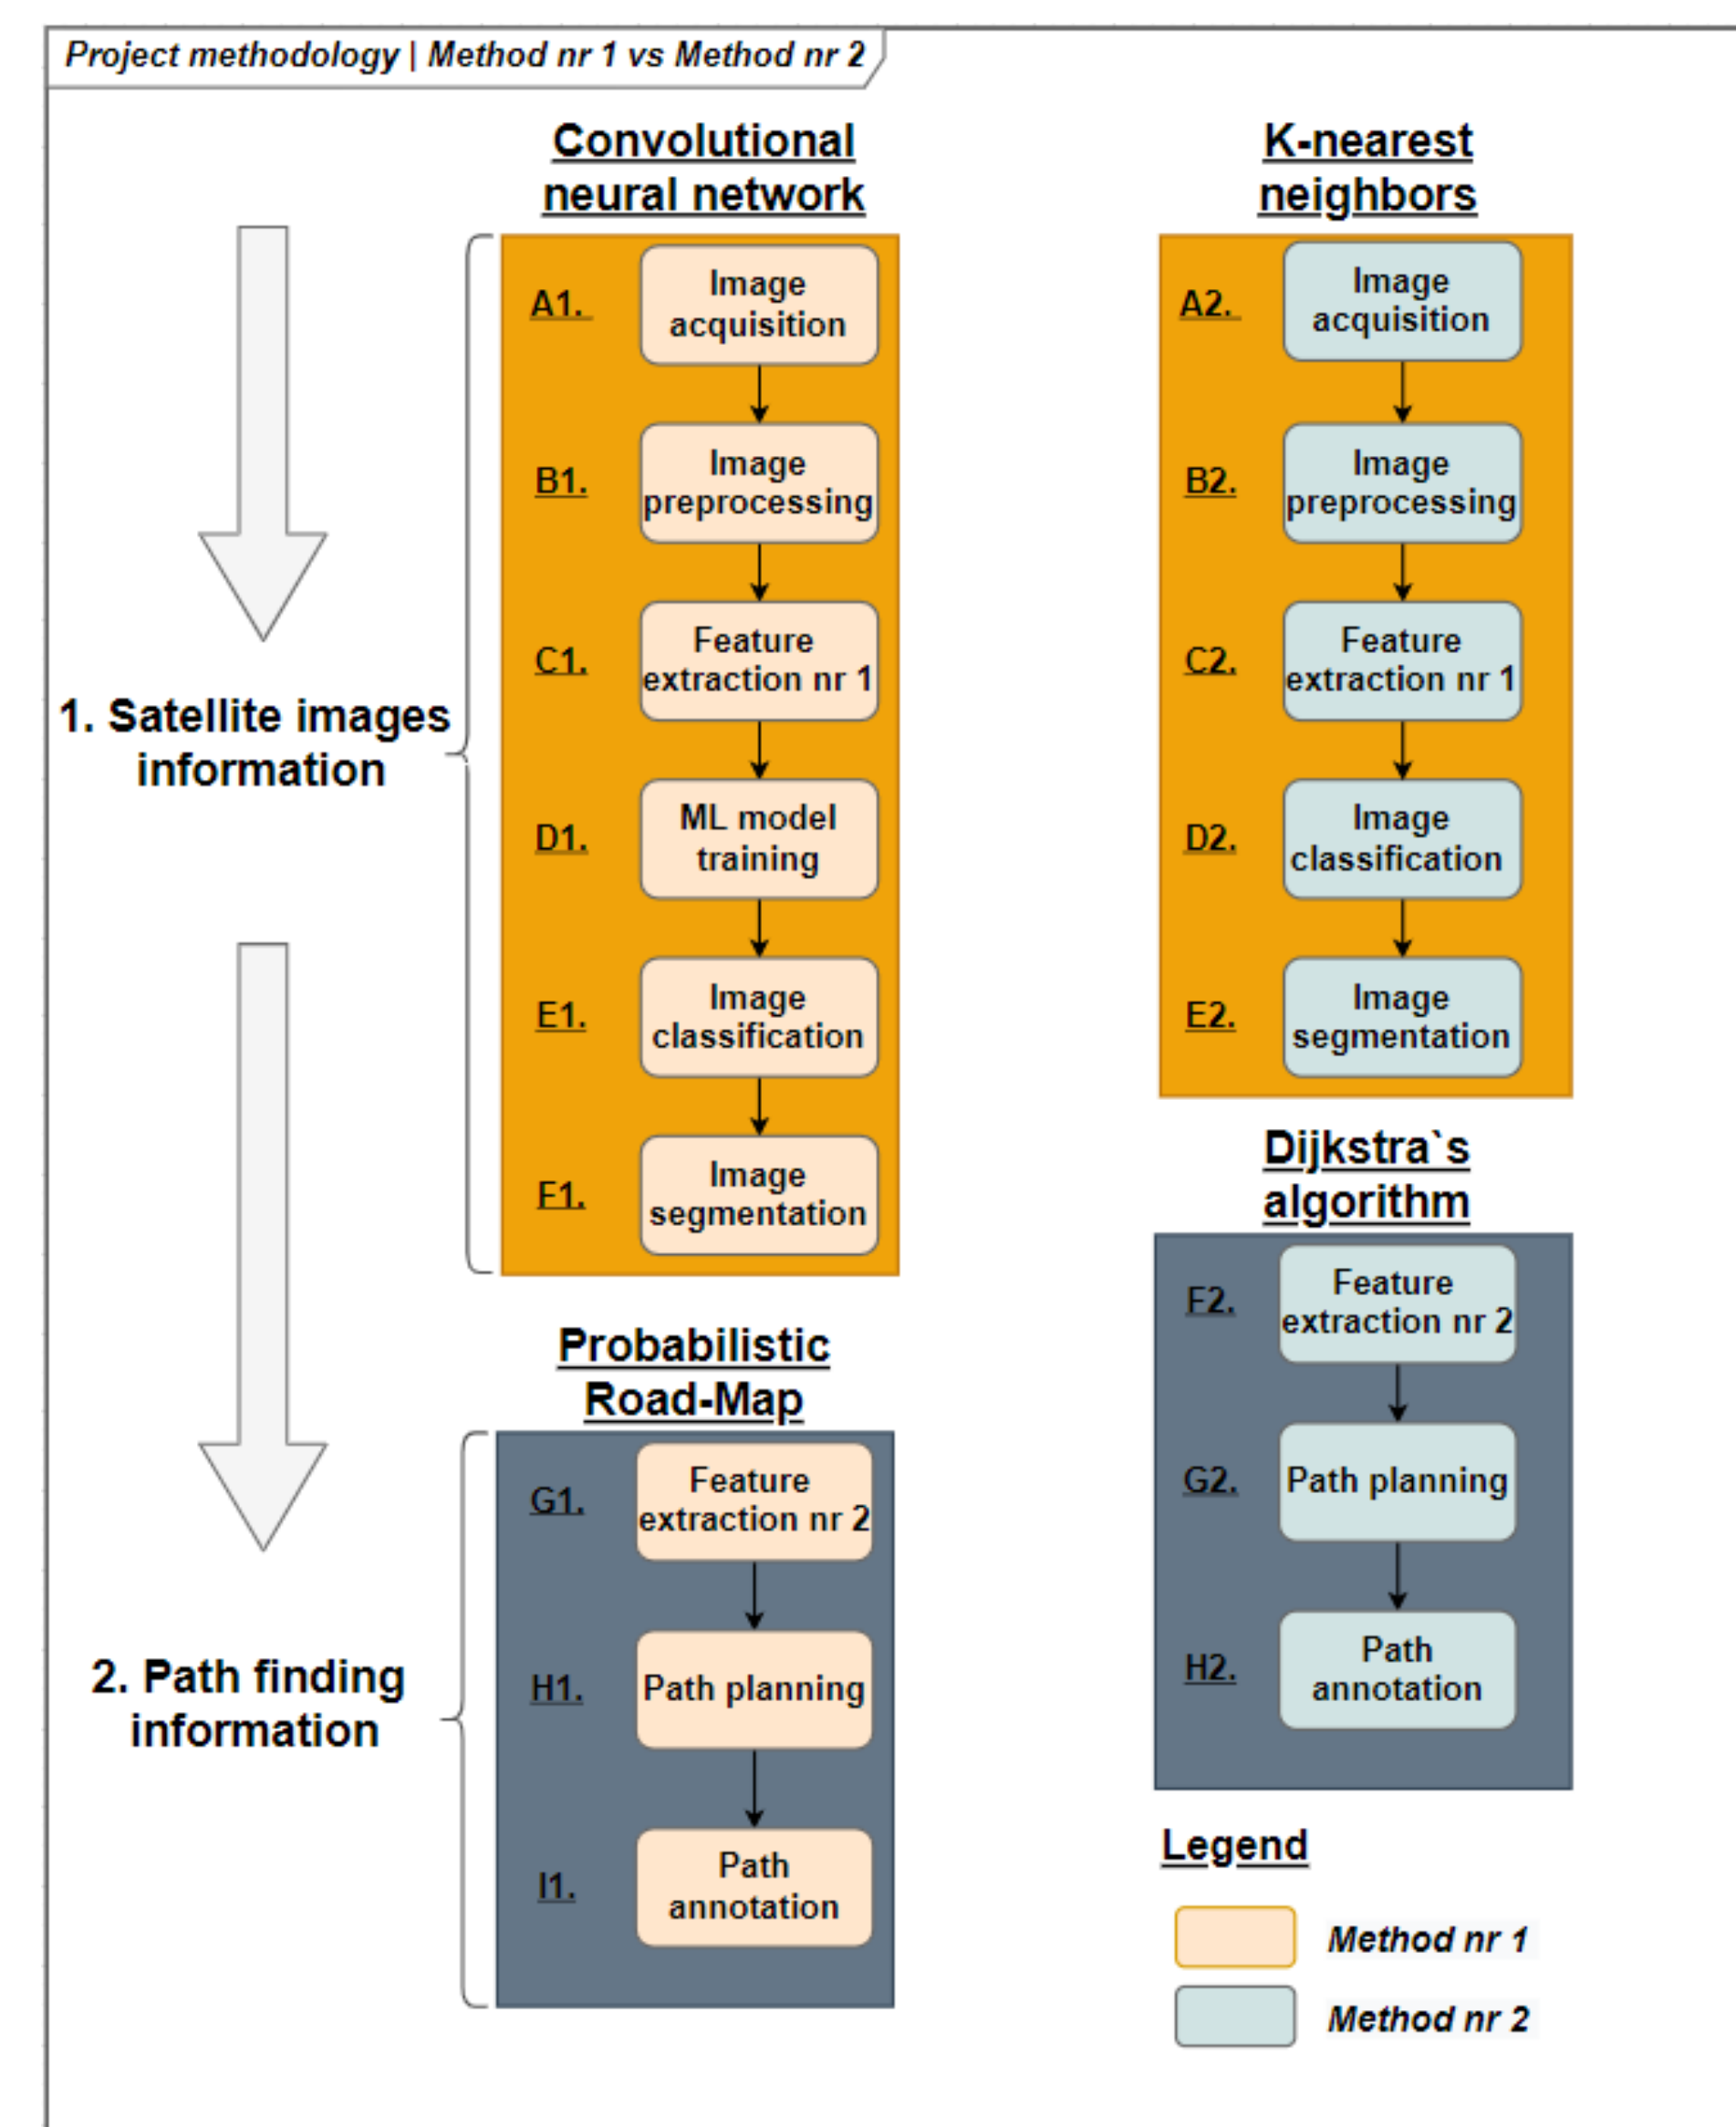 Project methodology | Method nr 1 vs Method nr 2
Convolutional
neural network
A1.
Image
acquisition
B1.
Image
preprocessing
C1.
Feature
extraction nr 1
D1.
ML model
training
E1.
Image
classification
F1.
Image
segmentation
1. Satellite images
information
Probabilistic
Road-Map
G1.
Feature
extraction nr 2
H1.
Path planning
I1.
Path
annotation
2. Path finding
information
K-nearest
neighbors
A2.
Image
acquisition
B2.
Image
preprocessing
C2.
Feature
extraction nr 1
D2.
Image
classification
E2.
Image
segmentation
Dijkstra`s
algorithm
F2.
Feature
extraction nr 2
G2.
Path planning
H2.
Path
annotation
Legend
Method nr 1
Method nr 2